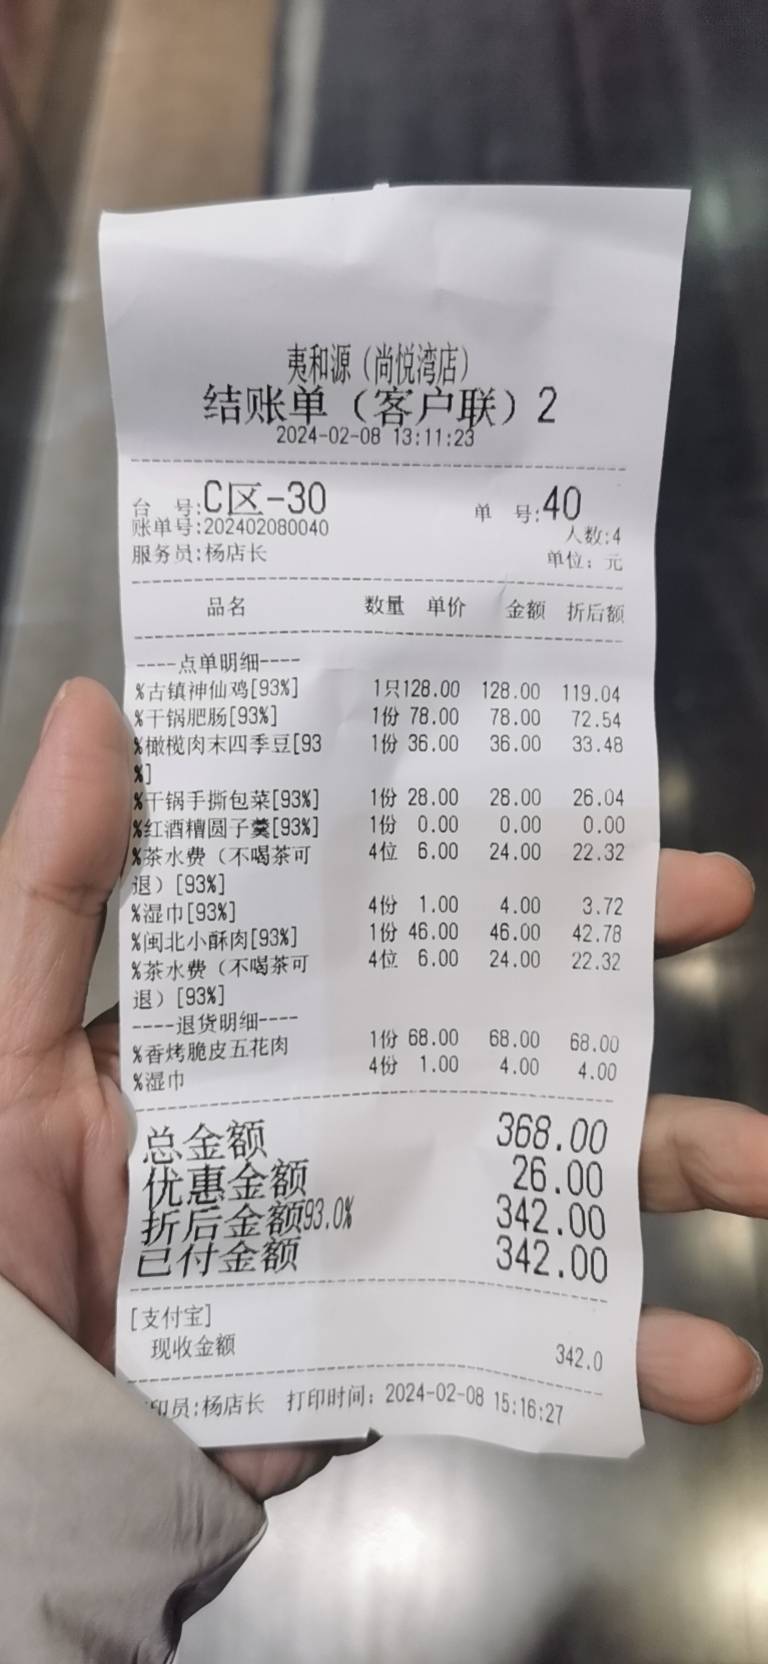 夷和源（尚悦湾店）
结账单（客户联）2
2024-02-08 13:11:23
台 号:C区-30 单 号:40
账单号:202402080040 人数:4
服务员:杨店长 单位：元
品名 数量 单价 金额 折后额
----点单明细----
%古镇神仙鸡[93%] 1只128.00 128.00 119.04
%干锅肥肠[93%] 1份 78.00 78.00 72.54
%橄榄肉末四季豆[93 1份 36.00 36.00 33.48
%]
%干锅手撕包菜[93%] 1份 28.00 28.00 26.04
%红酒糟圆子羹[93%] 1份 0.00 0.00 0.00
%茶水费（不喝茶可 4位 6.00 24.00 22.32
退）[93%]
%湿巾[93%] 4份 1.00 4.00 3.72
%闽北小酥肉[93%] 1份 46.00 46.00 42.78
%茶水费（不喝茶可 4位 6.00 24.00 22.32
退）[93%]
----退货明细----
%香烤脆皮五花肉 1份 68.00 68.00 68.00
%湿巾 4份 1.00 4.00 4.00
总金额 368.00
优惠金额 26.00
折后金额93.0% 342.00
已付金额 342.00
[支付宝]
现收金额 342.0
印员:杨店长 打印时间：2024-02-08 15:16:27